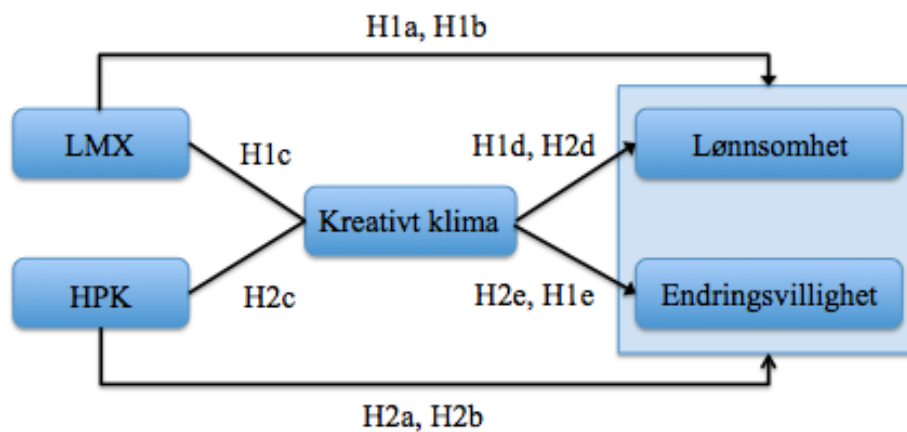 H1a, H1b
LMX
H1c
H1d, H2d
Lønnsomhet
Kreativt klima
HPK
H2c
H2e, H1e
Endringsvillighet
H2a, H2b